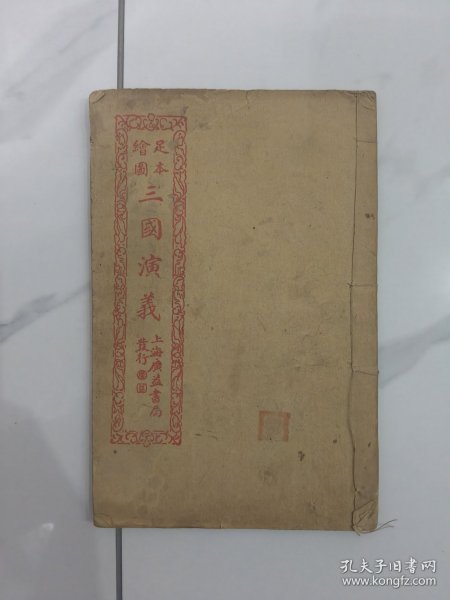 足本
繪圖
三國演義
上海廣益書局
發行
孔夫子旧书网
www.kongfz.com